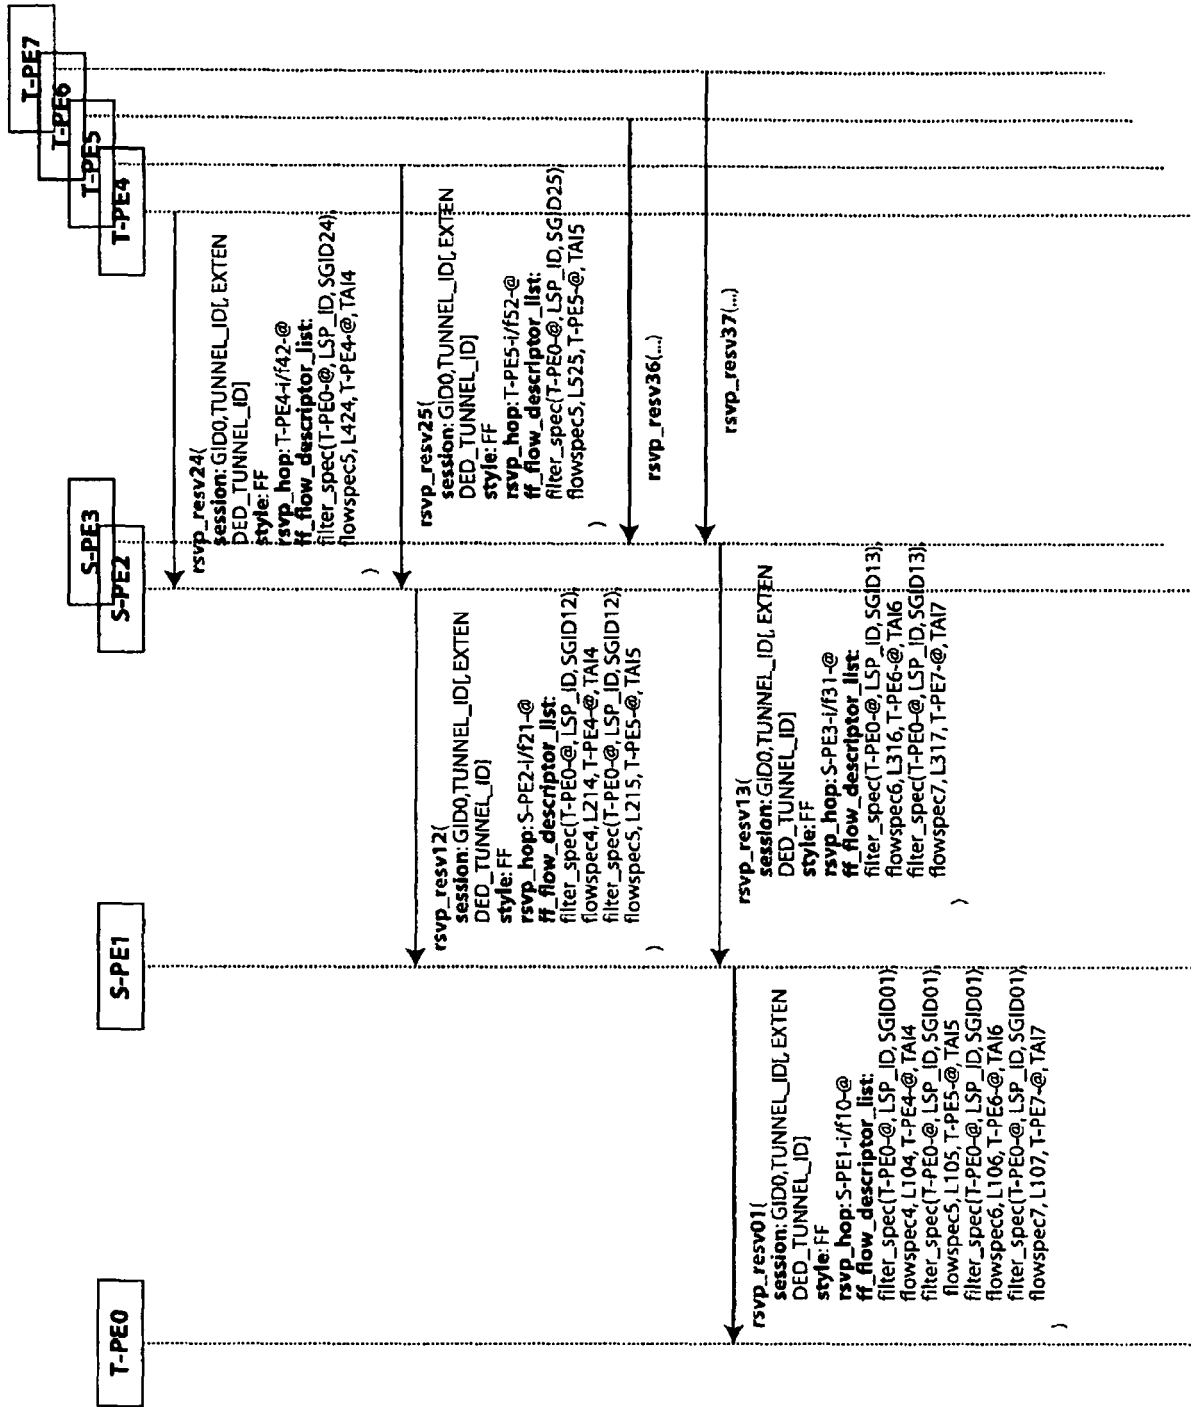 T-PE0
S-PE1
S-PE2
S-PE3
T-PE4
T-PE5
T-PE6
T-PE7
rsvp_resv24(
session: GID0,TUNNEL_ID[, EXTEN
DED_TUNNEL_ID]
style: FF
rsvp_hop: T-PE4-i/f42-@
ff_flow_descriptor_list:
filter_spec(T-PE0-@, LSP_ID, SGID24),
flowspec5, L424, T-PE4-@, TAI4
)
rsvp_resv25(
session: GID0,TUNNEL_ID[, EXTEN
DED_TUNNEL_ID]
style: FF
rsvp_hop: T-PE5-i/f52-@
ff_flow_descriptor_list:
filter_spec(T-PE0-@, LSP_ID, SGID25)
flowspec5, L525, T-PE5-@, TAI5
)
rsvp_resv36(...)
rsvp_resv37(...)
rsvp_resv12(
session: GID0,TUNNEL_ID[, EXTEN
DED_TUNNEL_ID]
style: FF
rsvp_hop: S-PE2-i/f21-@
ff_flow_descriptor_list:
filter_spec(T-PE0-@, LSP_ID, SGID12),
flowspec4, L214, T-PE4-@, TAI4
filter_spec(T-PE0-@, LSP_ID, SGID12),
flowspec5, L215, T-PE5-@, TAI5
)
rsvp_resv13(
session: GID0,TUNNEL_ID[, EXTEN
DED_TUNNEL_ID]
style: FF
rsvp_hop: S-PE3-i/f31-@
ff_flow_descriptor_list:
filter_spec(T-PE0-@, LSP_ID, SGID13),
flowspec6, L316, T-PE6-@, TAI6
filter_spec(T-PE0-@, LSP_ID, SGID13),
flowspec7, L317, T-PE7-@, TAI7
)
rsvp_resv01(
session: GID0,TUNNEL_ID[, EXTEN
DED_TUNNEL_ID]
style: FF
rsvp_hop: S-PE1-i/f10-@
ff_flow_descriptor_list:
filter_spec(T-PE0-@, LSP_ID, SGID01),
flowspec4, L104, T-PE4-@, TAI4
filter_spec(T-PE0-@, LSP_ID, SGID01),
flowspec5, L105, T-PE5-@, TAI5
filter_spec(T-PE0-@, LSP_ID, SGID01),
flowspec6, L106, T-PE6-@, TAI6
filter_spec(T-PE0-@, LSP_ID, SGID01),
flowspec7, L107, T-PE7-@, TAI7
)